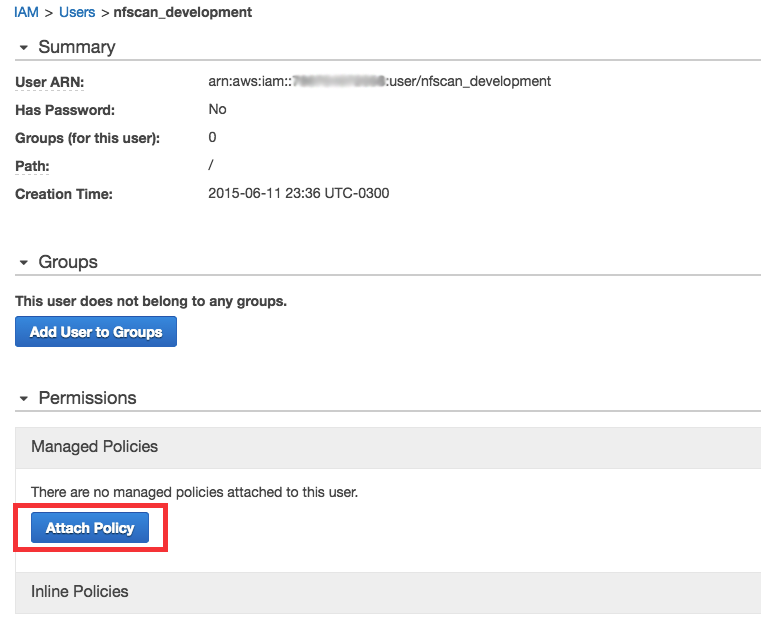 IAM > Users > nfscan_development
Summary
User ARN: arn:aws:iam:::user/nfscan_development
Has Password: No
Groups (for this user): 0
Path: /
Creation Time: 2015-06-11 23:36 UTC-0300
Groups
This user does not belong to any groups.
Add User to Groups
Permissions
Managed Policies
There are no managed policies attached to this user.
Attach Policy
Inline Policies